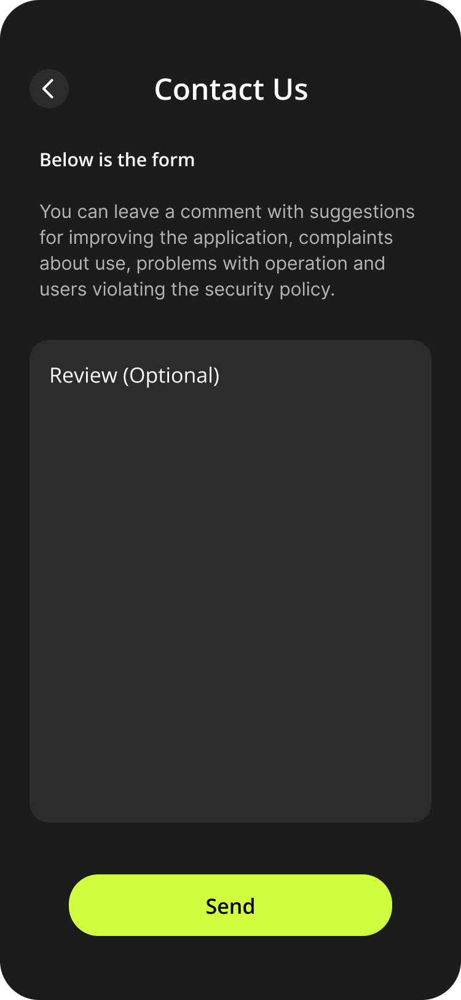 Contact Us
Below is the form
You can leave a comment with suggestions
for improving the application, complaints
about use, problems with operation and
users violating the security policy.
Review (Optional)
Send